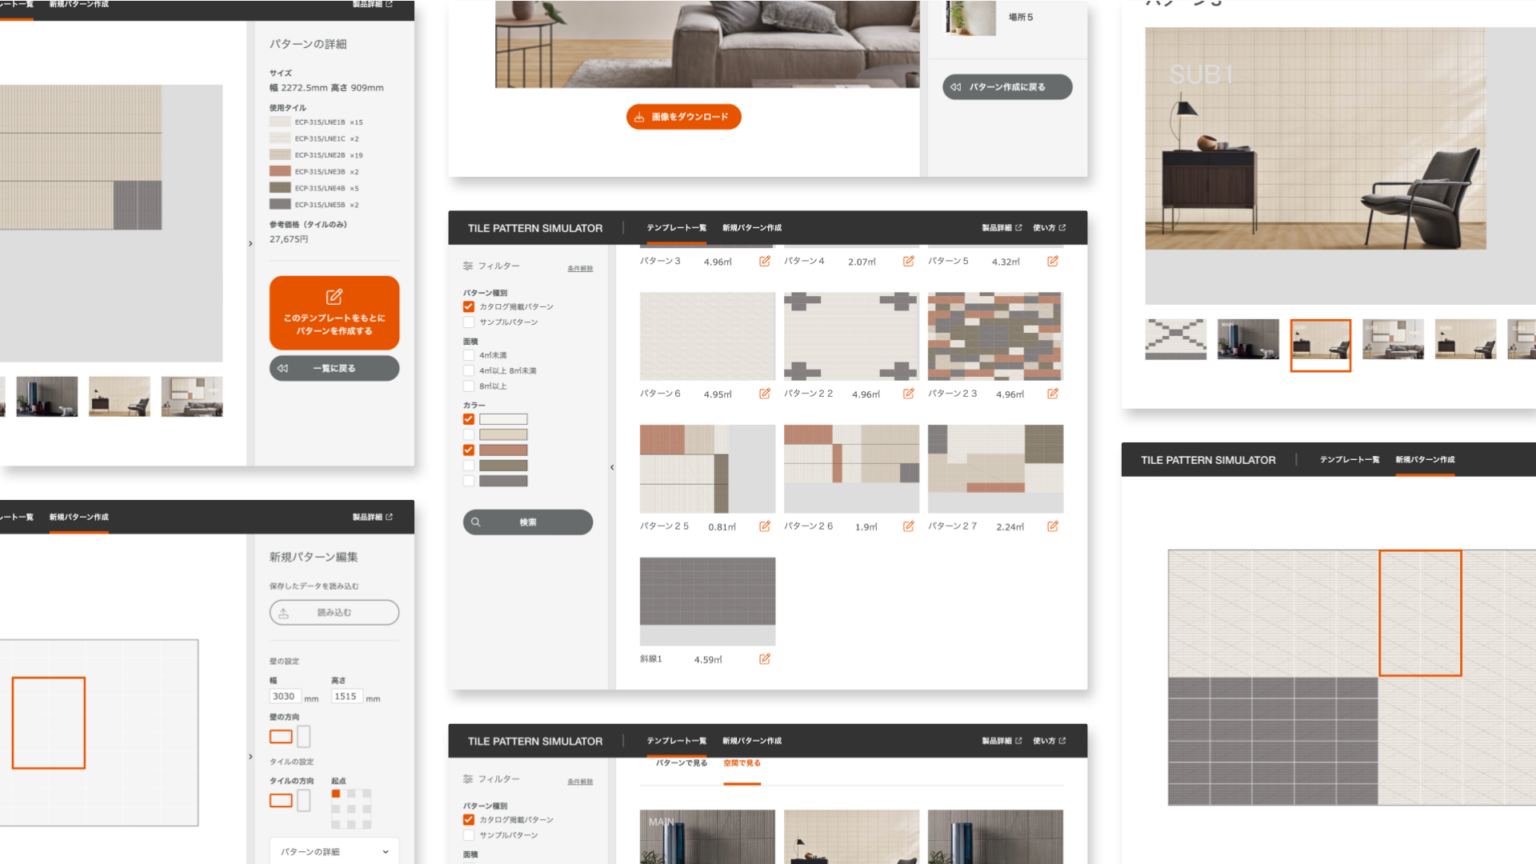 新規パターン作成
製品詳細
パターンの詳細
サイズ
幅 2272.5mm 高さ 909mm
使用タイル
ECP-315/LNE1B ×15
ECP-315/LNE1C ×2
ECP-315/LNE2B ×19
ECP-315/LNE3B ×2
ECP-315/LNE4B ×5
ECP-315/LNE5B ×2
参考価格（タイルのみ）
27,675円
このテンプレートをもとに
パターンを作成する
一覧に戻る
レート一覧 新規パターン作成
製品詳細
新規パターン編集
保存したデータを読み込む
読み込む
壁の設定
幅 高さ
3030 mm 1515 mm
壁の方向
タイルの設定
タイルの方向 起点
パターンの詳細
場所5
パターン作成に戻る
画像をダウンロード
TILE PATTERN SIMULATOR テンプレート一覧 新規パターン作成 製品詳細 使い方
フィルター 条件解除
パターン種別
カタログ掲載パターン
サンプルパターン
面積
4㎡未満
4㎡以上 8㎡未満
8㎡以上
カラー
検索
パターン3 4.96㎡
パターン4 2.07㎡
パターン5 4.32㎡
パターン6 4.95㎡
パターン22 4.96㎡
パターン23 4.96㎡
パターン25 0.81㎡
パターン26 1.9㎡
パターン27 2.24㎡
斜線1 4.59㎡
TILE PATTERN SIMULATOR テンプレート一覧 新規パターン作成 製品詳細 使い方
フィルター 条件解除
パターン種別
カタログ掲載パターン
サンプルパターン
面積
パターンで見る 空間で見る
MAIN
SUB1
TILE PATTERN SIMULATOR テンプレート一覧 新規パターン作成